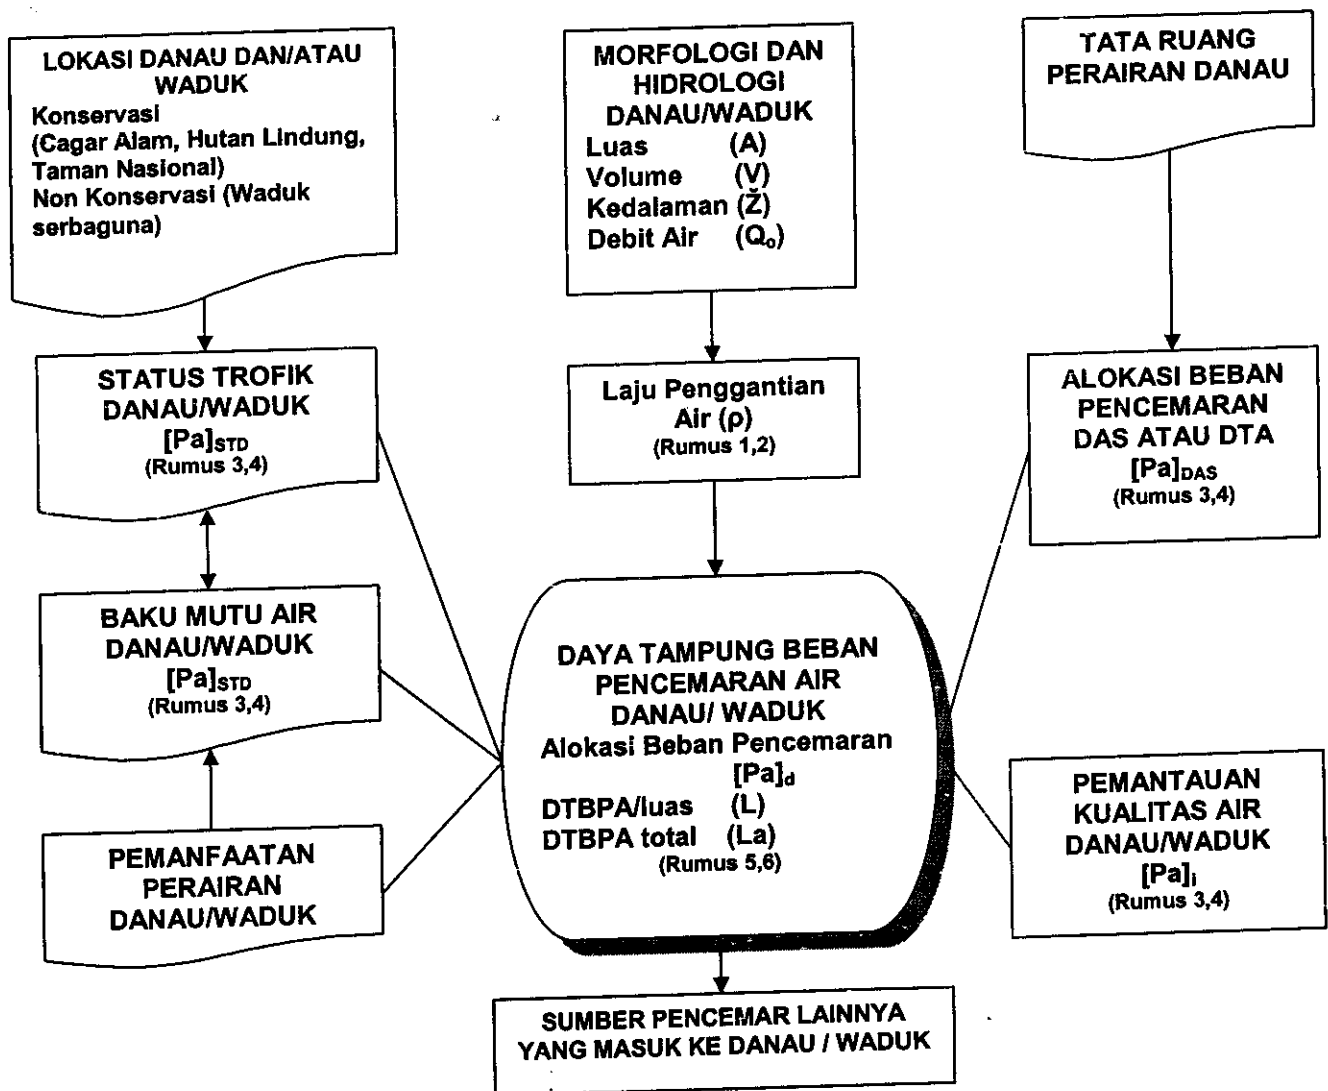 LOKASI DANAU DAN/ATAU
WADUK
Konservasi
(Cagar Alam, Hutan Lindung,
Taman Nasional)
Non Konservasi (Waduk
serbaguna)
MORFOLOGI DAN
HIDROLOGI
DANAU/WADUK
Luas (A)
Volume (V)
Kedalaman (Ž)
Debit Air (Qₒ)
TATA RUANG
PERAIRAN DANAU
STATUS TROFIK
DANAU/WADUK
[Pa]STD
(Rumus 3,4)
Laju Penggantian
Air (ρ)
(Rumus 1,2)
ALOKASI BEBAN
PENCEMARAN
DAS ATAU DTA
[Pa]DAS
(Rumus 3,4)
BAKU MUTU AIR
DANAU/WADUK
[Pa]STD
(Rumus 3,4)
DAYA TAMPUNG BEBAN
PENCEMARAN AIR
DANAU/ WADUK
Alokasi Beban Pencemaran
[Pa]d
DTBPA/luas (L)
DTBPA total (La)
(Rumus 5,6)
PEMANFAATAN
PERAIRAN
DANAU/WADUK
PEMANTAUAN
KUALITAS AIR
DANAU/WADUK
[Pa]i
(Rumus 3,4)
SUMBER PENCEMAR LAINNYA
YANG MASUK KE DANAU / WADUK